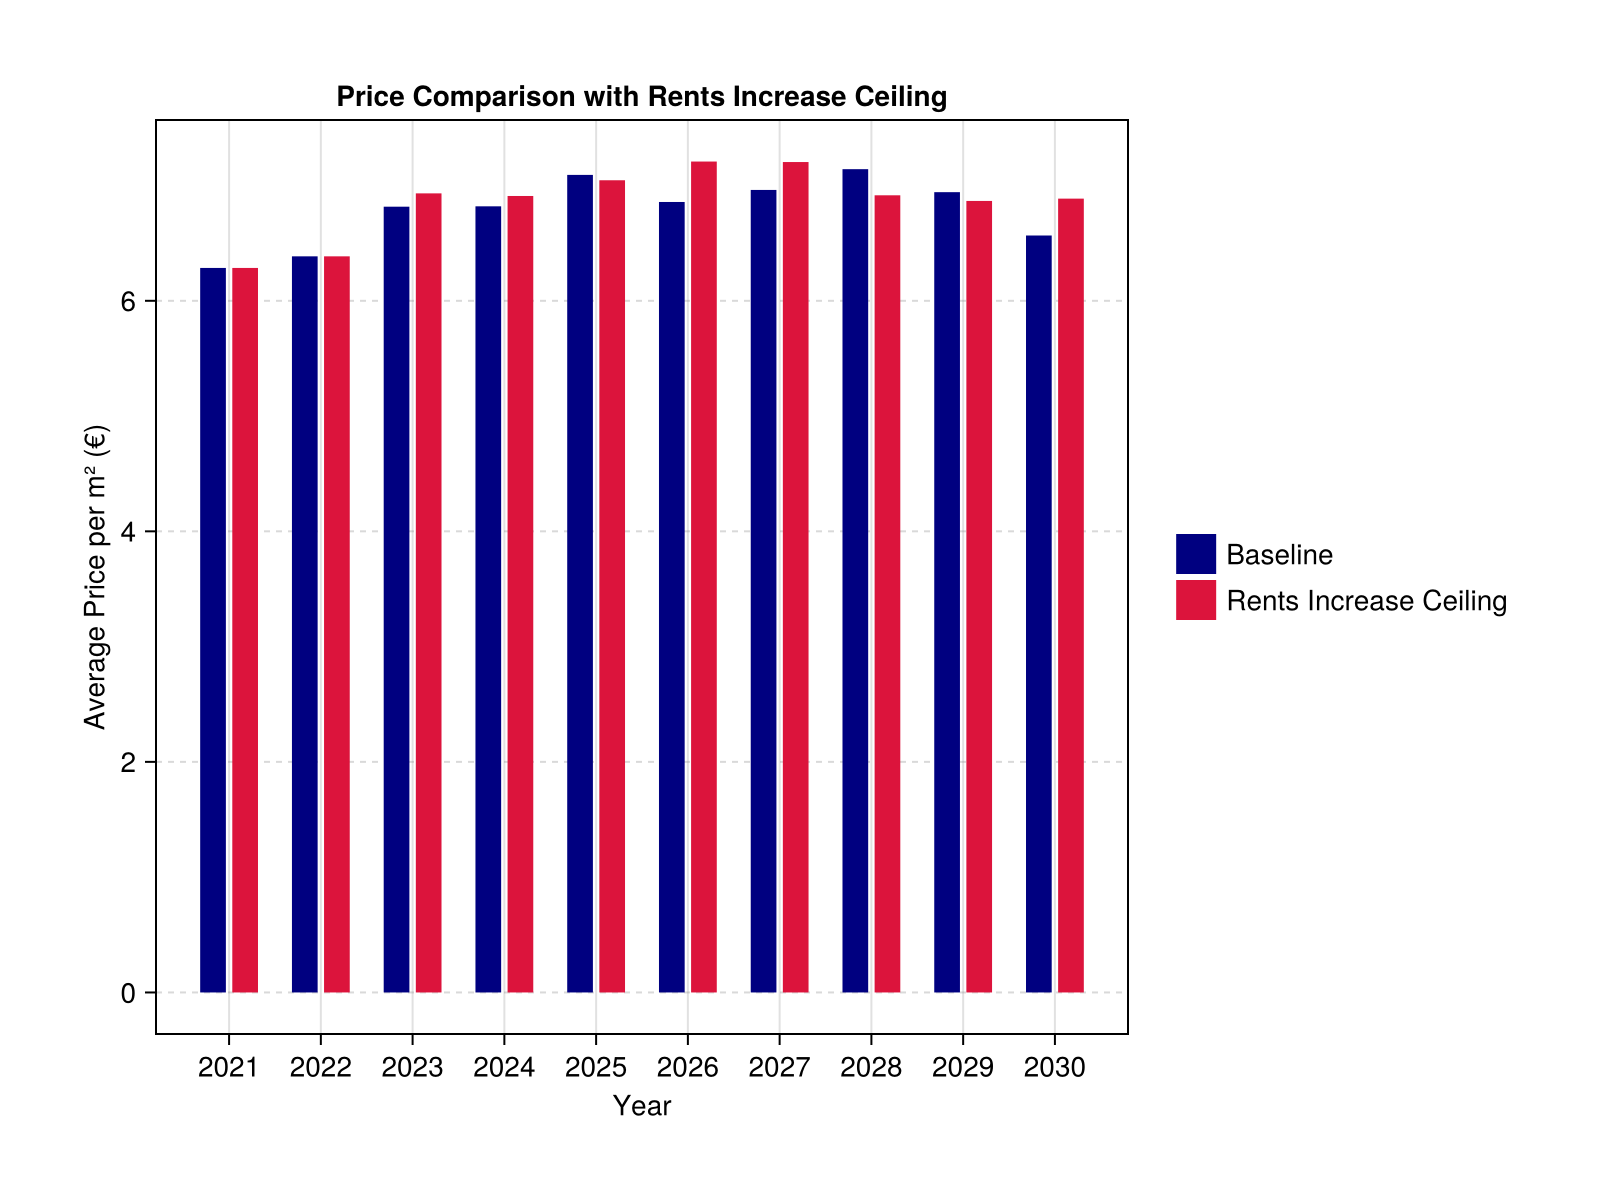 Price Comparison with Rents Increase Ceiling
Average Price per m² (€)
6
4
2
0
2021 2022 2023 2024 2025 2026 2027 2028 2029 2030
Year
Baseline
Rents Increase Ceiling